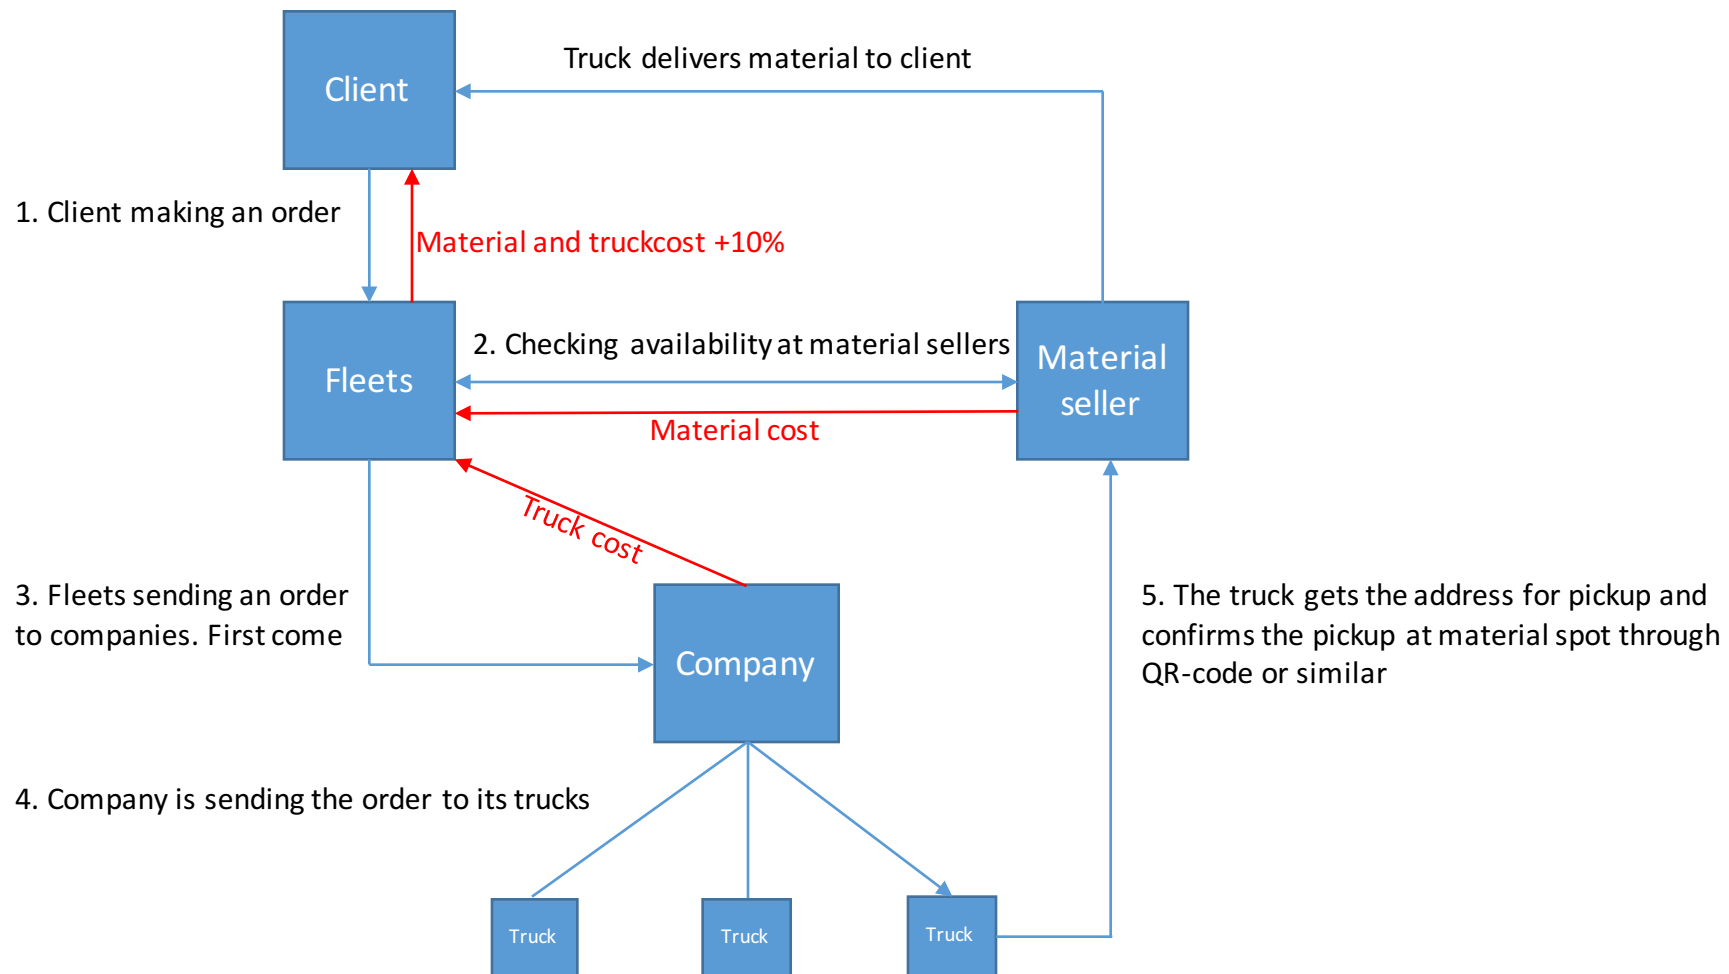 Truck delivers material to client
Client
1. Client making an order
Material and truckcost +10%
2. Checking availability at material sellers
Fleets
Material
seller
Material cost
Truck cost
3. Fleets sending an order
to companies. First come
Company
5. The truck gets the address for pickup and
confirms the pickup at material spot through
QR-code or similar
4. Company is sending the order to its trucks
Truck
Truck
Truck